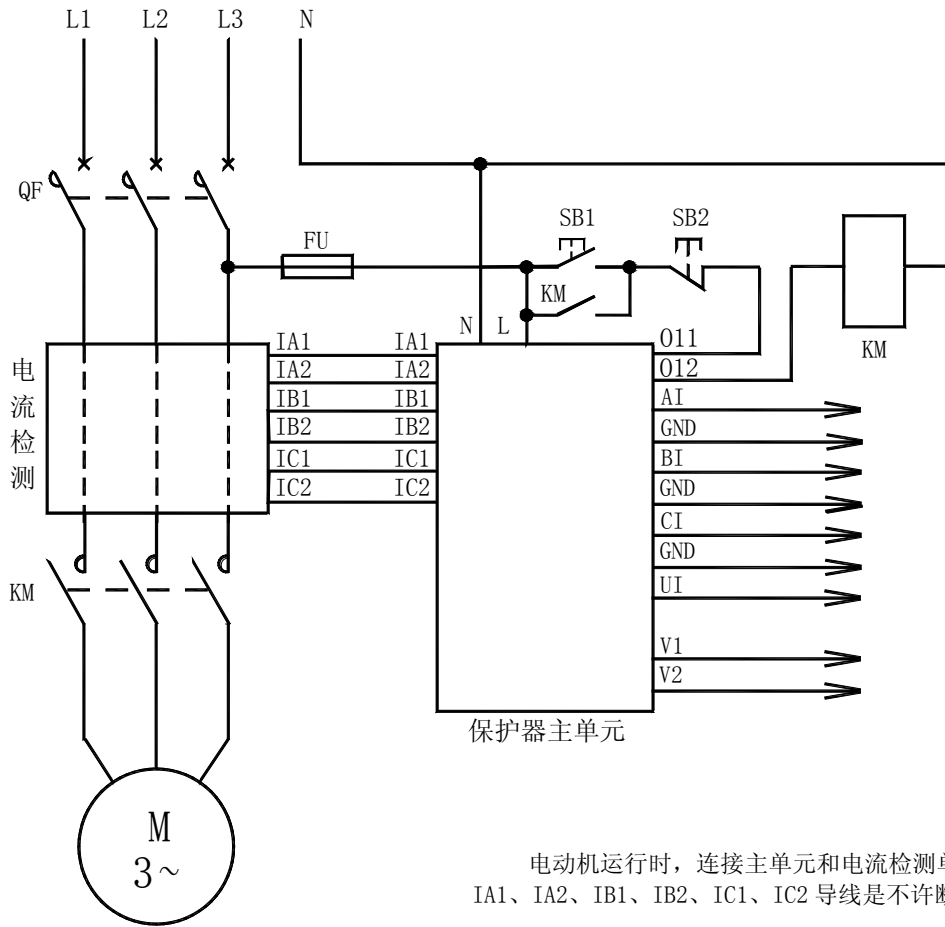 L1 L2 L3 N
QF
FU
SB1 SB2
KM
N L
KM
O11
O12
电流检测
IA1 IA1
IA2 IA2
IB1 IB1
IB2 IB2
IC1 IC1
IC2 IC2
AI
GND
BI
GND
CI
GND
UI
V1
V2
KM
保护器主单元
M
3~
电动机运行时，连接主单元和电流检测
IA1、IA2、IB1、IB2、IC1、IC2 导线是不许